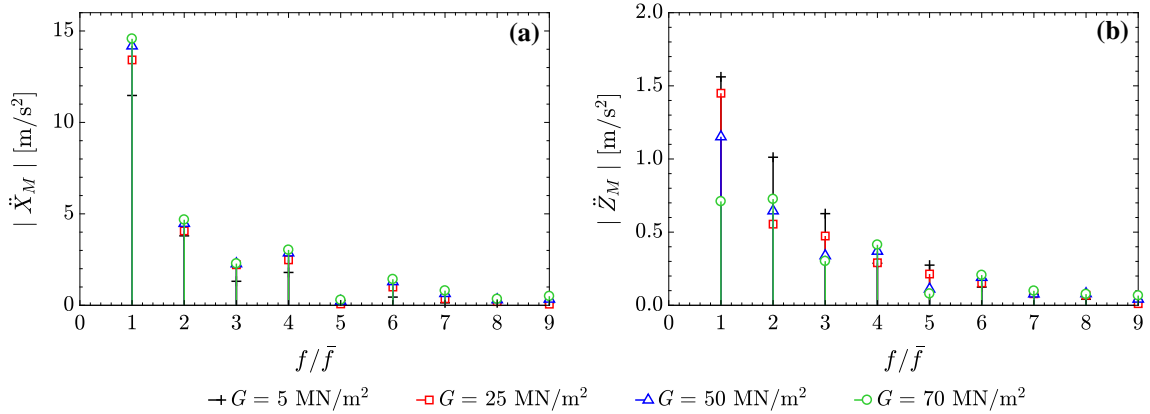 (a)
15
10
5
0
| Ẍ_M | [m/s²]
0 1 2 3 4 5 6 7 8 9
f/f̄
(b)
2.0
1.5
1.0
0.5
0.0
| Z̈_M | [m/s²]
0 1 2 3 4 5 6 7 8 9
f/f̄
G = 5 MN/m² G = 25 MN/m² G = 50 MN/m² G = 70 MN/m²